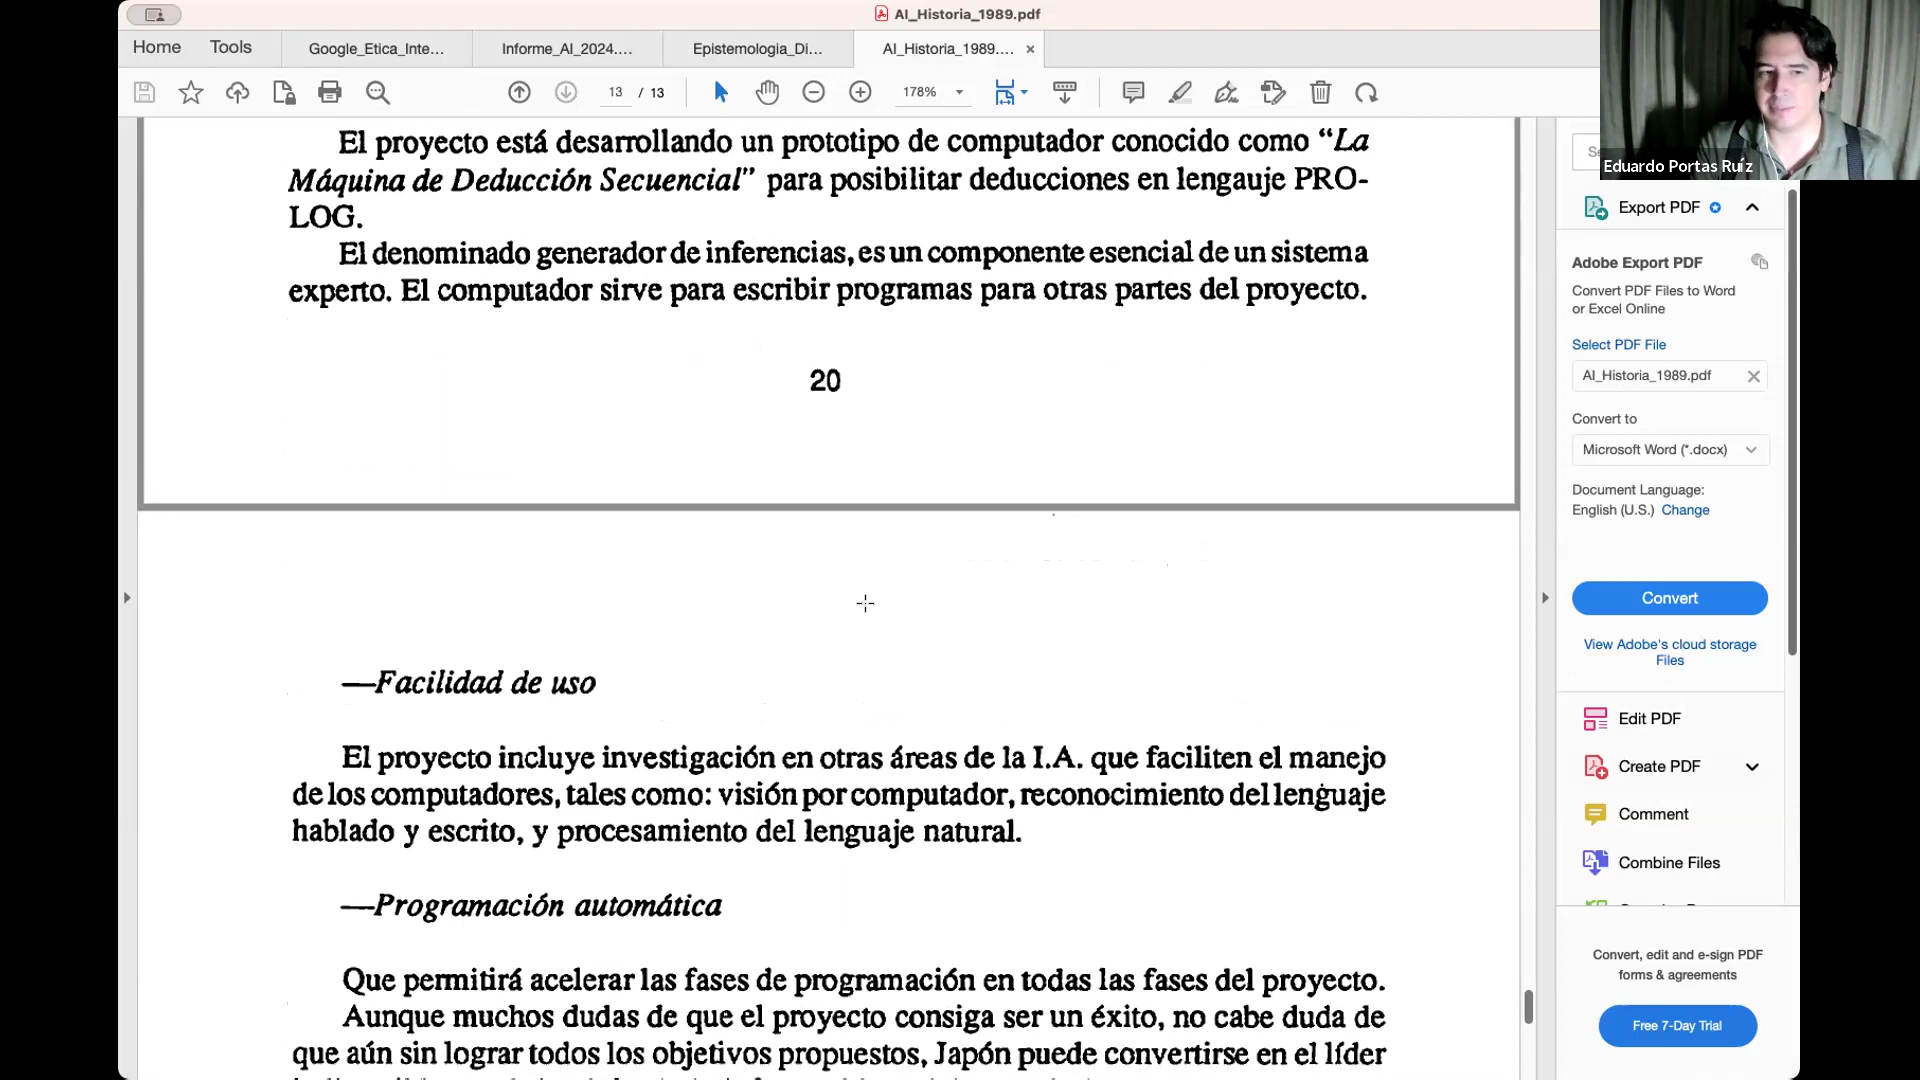 AI_Historia_1989.pdf
Home Tools Google_Etica_Inte... Informe_AI_2024.... Epistemologia_Di... AI_Historia_1989.... ×
13 / 13 178%
Eduardo Portas Ruíz
El proyecto está desarrollando un prototipo de computador conocido como “La
Máquina de Deducción Secuencial” para posibilitar deducciones en lengauje PRO-
LOG.
El denominado generador de inferencias, es un componente esencial de un sistema
experto. El computador sirve para escribir programas para otras partes del proyecto.
20
—Facilidad de uso
El proyecto incluye investigación en otras áreas de la I.A. que faciliten el manejo
de los computadores, tales como: visión por computador, reconocimiento del lenguaje
hablado y escrito, y procesamiento del lenguaje natural.
—Programación automática
Que permitirá acelerar las fases de programación en todas las fases del proyecto.
Aunque muchos dudas de que el proyecto consiga ser un éxito, no cabe duda de
que aún sin lograr todos los objetivos propuestos, Japón puede convertirse en el líder
Export PDF
Adobe Export PDF
Convert PDF Files to Word
or Excel Online
Select PDF File
AI_Historia_1989.pdf
Convert to
Microsoft Word (*.docx)
Document Language:
English (U.S.) Change
Convert
View Adobe's cloud storage
Files
Edit PDF
Create PDF
Comment
Combine Files
Convert, edit and e-sign PDF
forms & agreements
Free 7-Day Trial